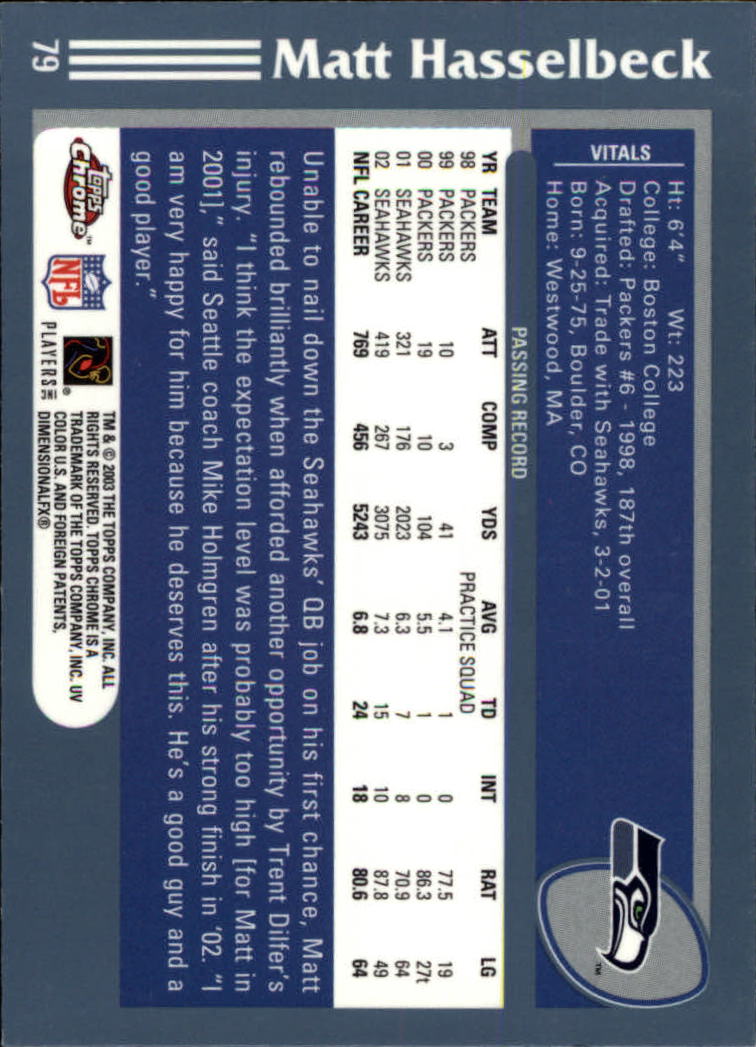 79 Matt Hasselbeck
VITALS
Ht: 6'4" Wt: 223
College: Boston College
Drafted: Packers #6 - 1998, 187th overall
Acquired: Trade with Seahawks, 3-2-01
Born: 9-25-75, Boulder, CO
Home: Westwood, MA
PASSING RECORD
YR TEAM ATT COMP YDS AVG TD INT RAT LG
98 PACKERS PRACTICE SQUAD
99 PACKERS 10 3 41 4.1 1 0 77.5 19
00 PACKERS 19 10 104 5.5 1 0 86.3 27t
01 SEAHAWKS 321 176 2023 6.3 7 8 70.9 64
02 SEAHAWKS 419 267 3075 7.3 15 10 87.8 49
NFL CAREER 769 456 5243 6.8 24 18 80.6 64
Unable to nail down the Seahawks' QB job on his first chance, Matt
rebounded brilliantly when afforded another opportunity by Trent Dilfer's
injury. "I think the expectation level was probably too high [for Matt in
2001]," said Seattle coach Mike Holmgren after his strong finish in '02. "I
am very happy for him because he deserves this. He's a good guy and a
good player."
Topps
Chrome™
NFL
PLAYERS
TM & © 2003 THE TOPPS COMPANY, INC. ALL
RIGHTS RESERVED. TOPPS CHROME IS A
TRADEMARK OF THE TOPPS COMPANY, INC. UV
COLOR U.S. AND FOREIGN PATENTS.
DIMENSIONALFX®